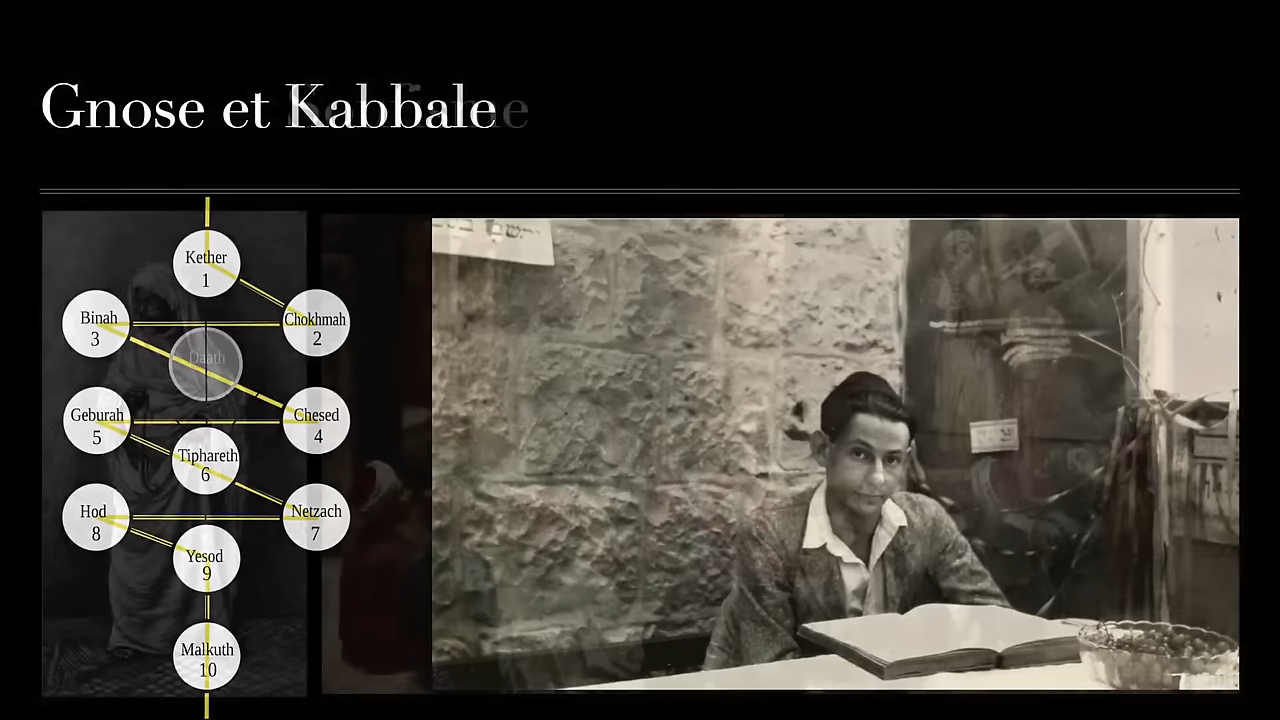 Gnose et Kabbale
Kether
1
Binah
3
Chokhmah
2
Daath
Geburah
5
Chesed
4
Tiphareth
6
Hod
8
Netzach
7
Yesod
9
Malkuth
10